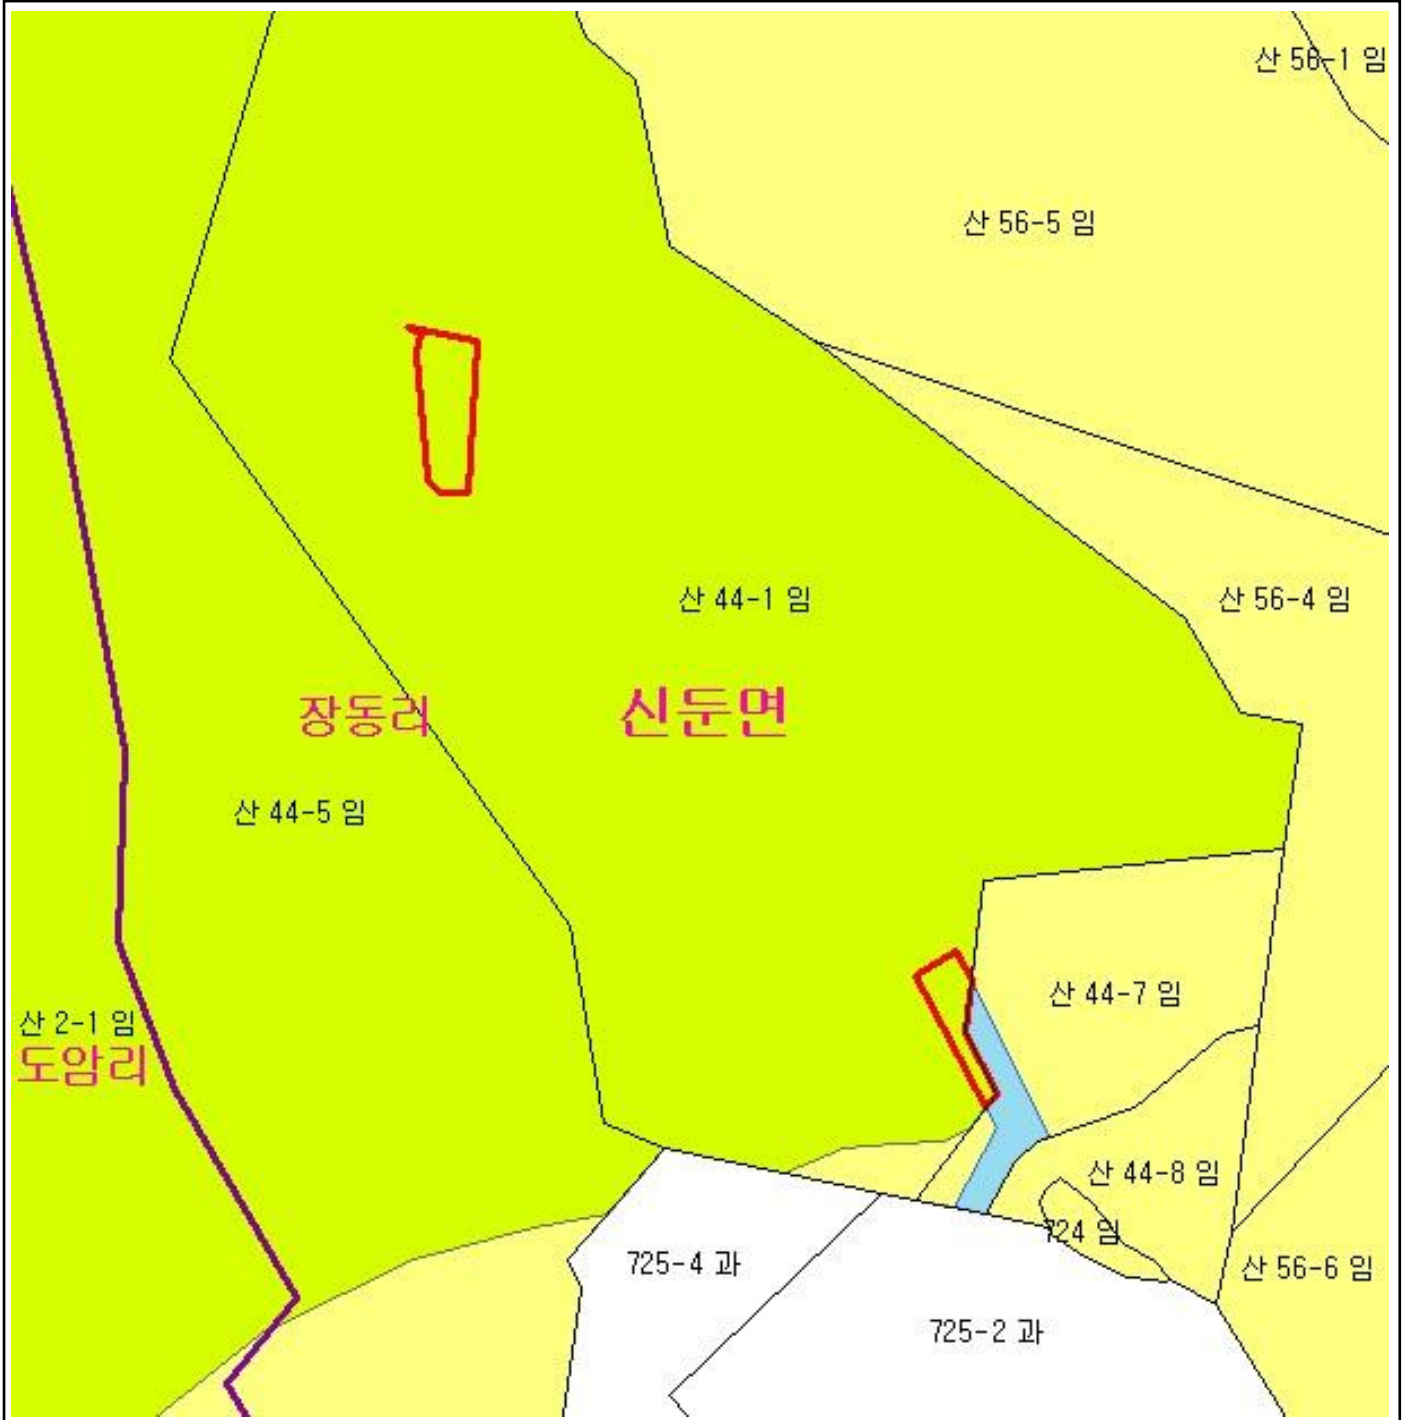 산 56-1 임
산 56-5 임
산 44-1 임
산 56-4 임
장동리
신둔면
산 44-5 임
산 44-7 임
산 2-1 임
도암리
산 44-8 임
724 임
725-4 과
산 56-6 임
725-2 과